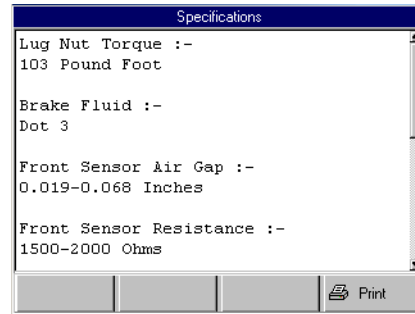 Specifications
Lug Nut Torque :-
103 Pound Foot
Brake Fluid :-
Dot 3
Front Sensor Air Gap :-
0.019-0.068 Inches
Front Sensor Resistance :-
1500-2000 Ohms
Print